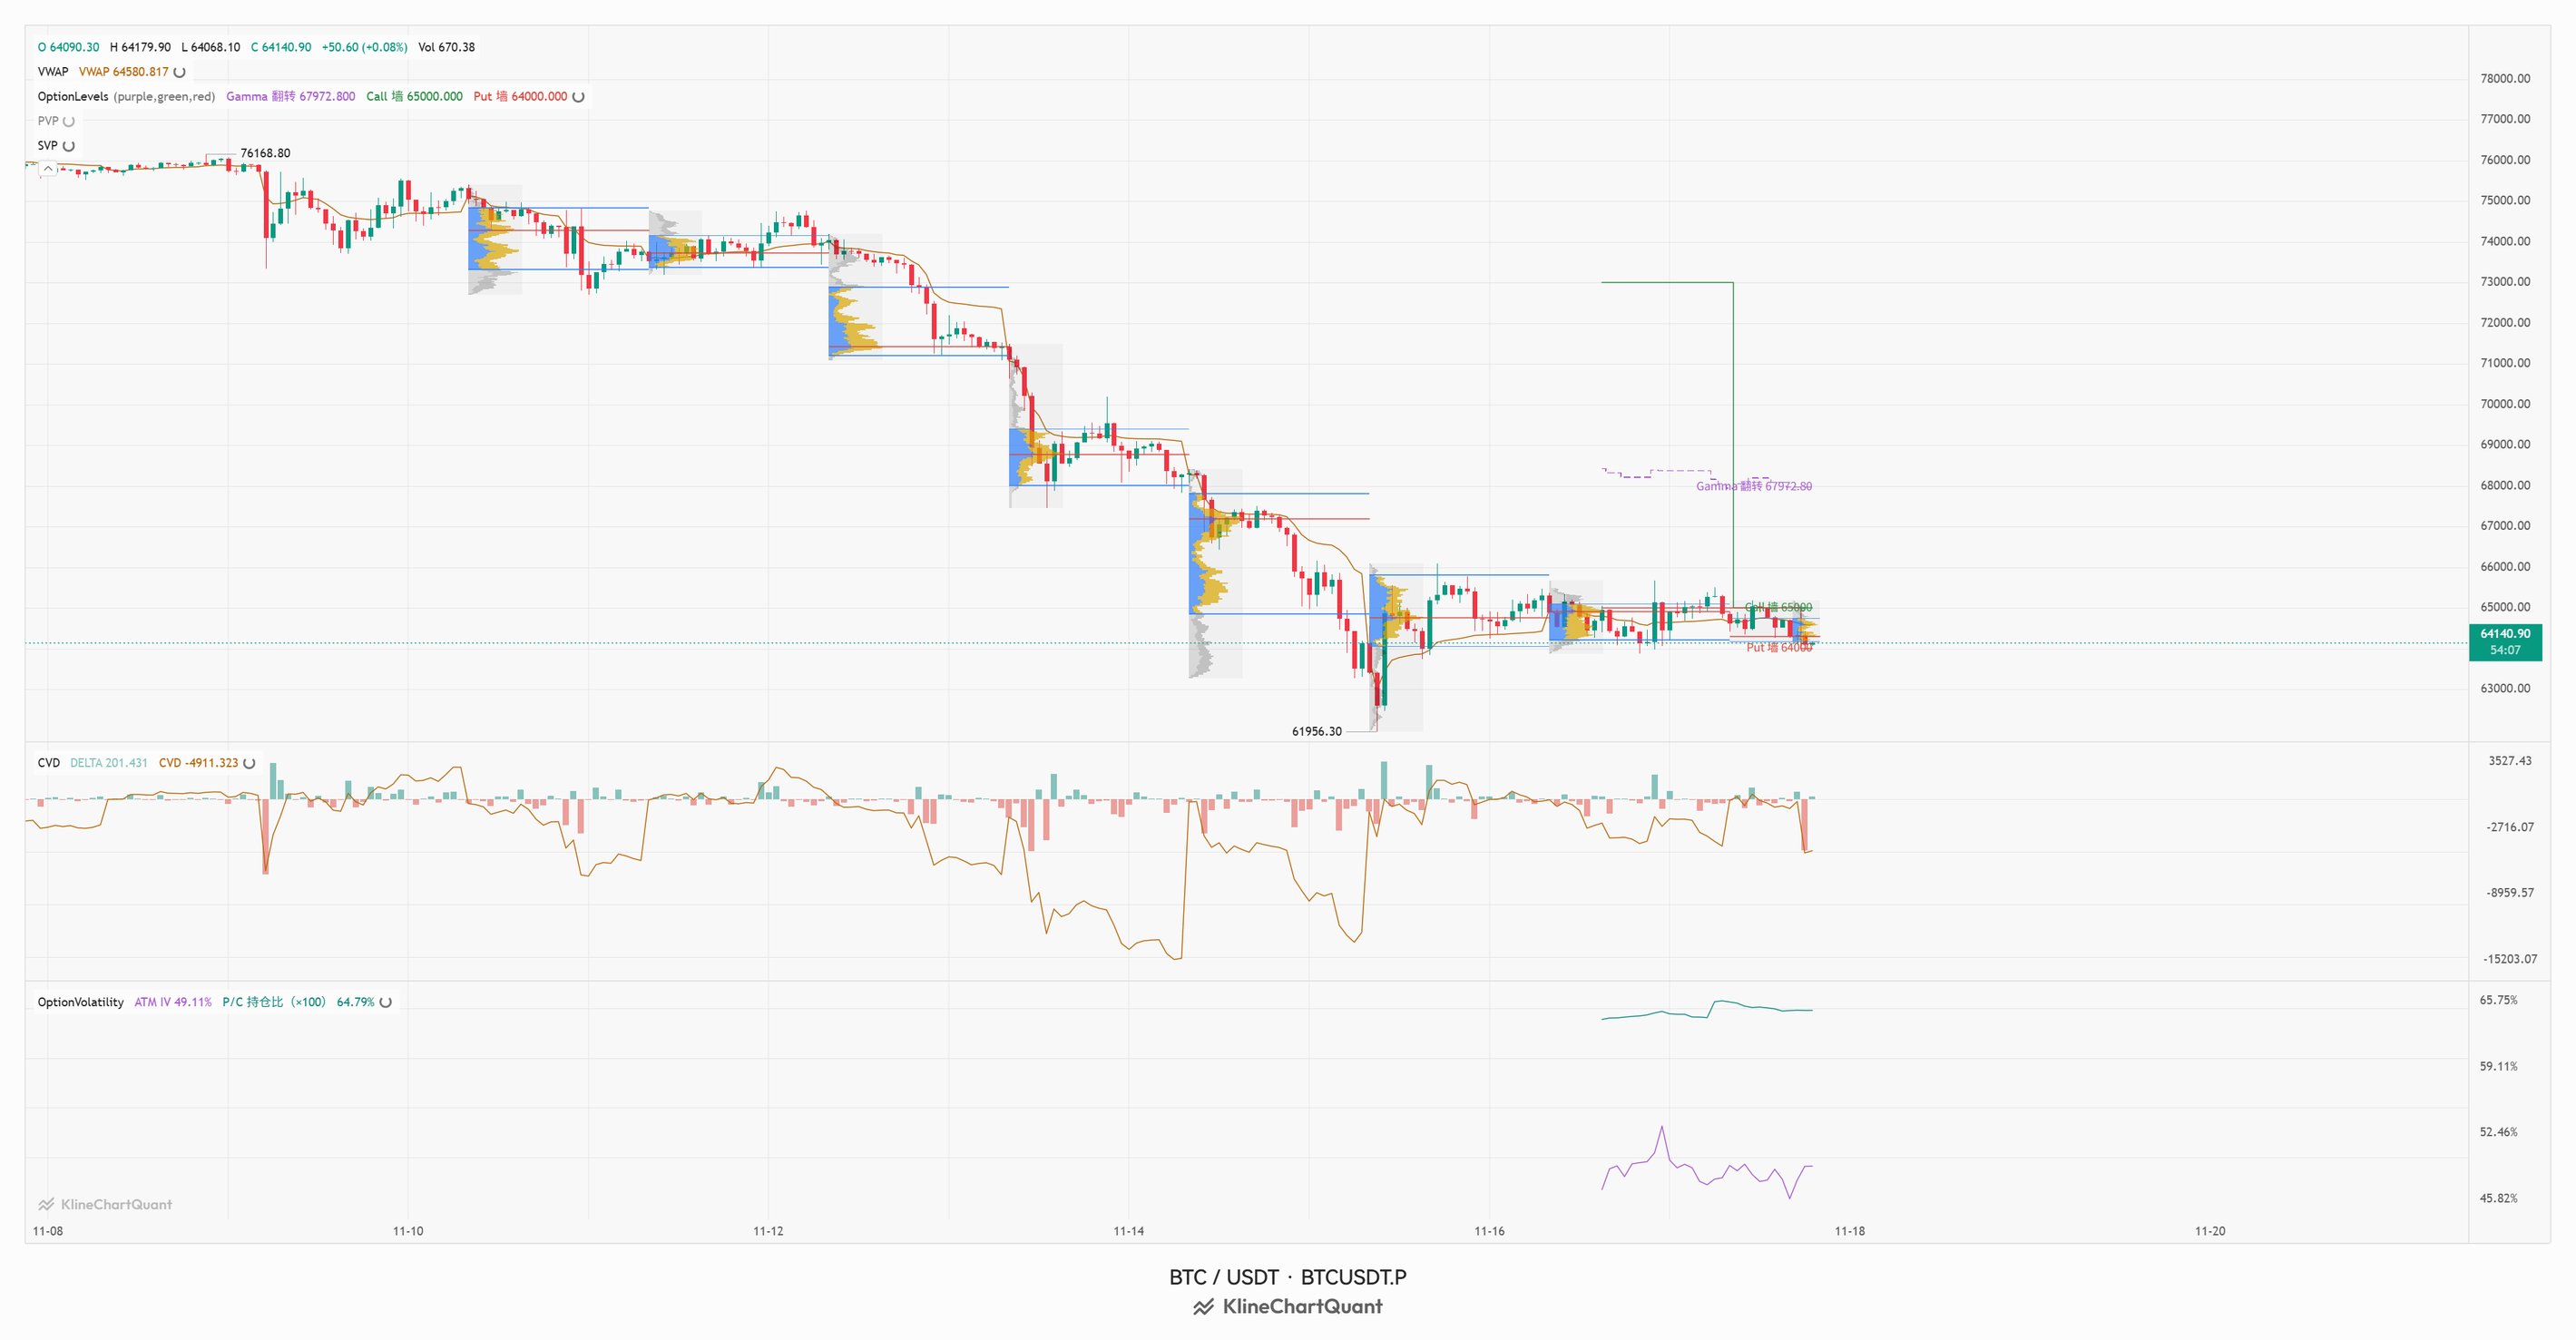 O 64090.30 H 64179.90 L 64068.10 C 64140.90 +50.60 (+0.08%) Vol 670.38
VWAP VWAP 64580.817
OptionLevels (purple,green,red) Gamma 翻转 67972.800 Call 墙 65000.000 Put 墙 64000.000
PVP
SVP
76168.80
78000.00
77000.00
76000.00
75000.00
74000.00
73000.00
72000.00
71000.00
70000.00
69000.00
68000.00
67000.00
66000.00
65000.00
64140.90
54:07
63000.00
Gamma 翻转 67972.80
Call 墙 65000
Put 墙 64000
61956.30
CVD DELTA 201.431 CVD -4911.323
3527.43
-2716.07
-8959.57
-15203.07
OptionVolatility ATM IV 49.11% P/C 持仓比（×100） 64.79%
65.75%
59.11%
52.46%
45.82%
KlineChartQuant
11-08 11-10 11-12 11-14 11-16 11-18 11-20
BTC / USDT · BTCUSDT.P
KlineChartQuant